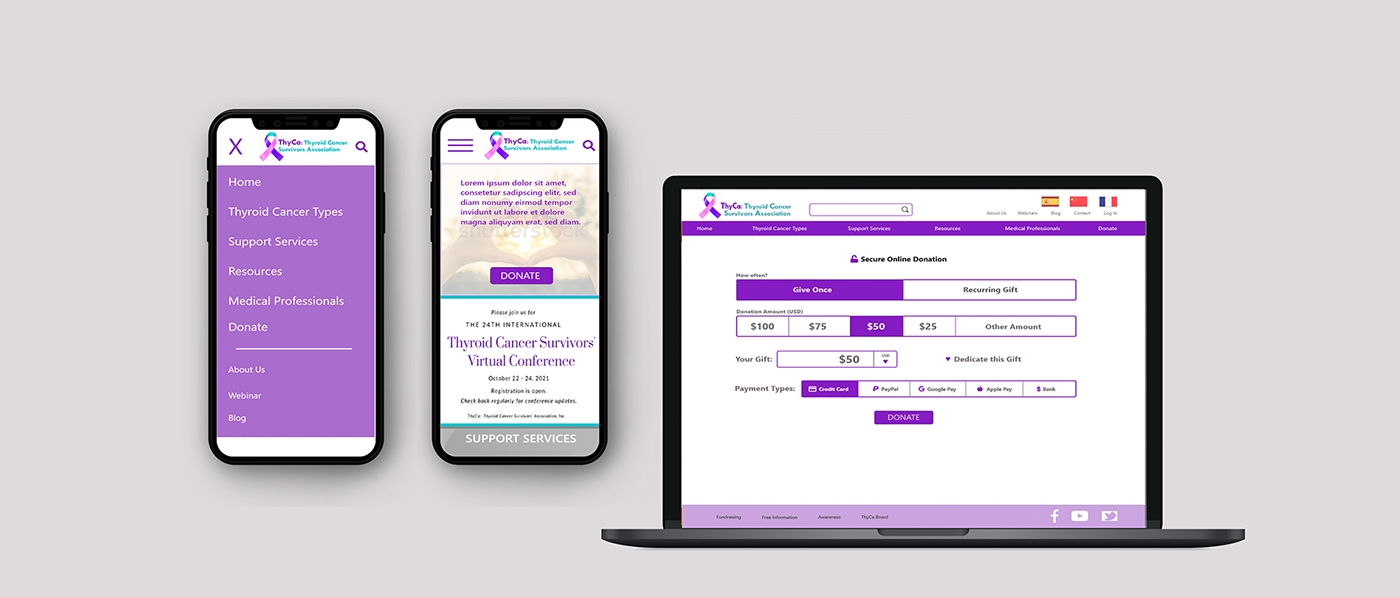 X
ThyCa: Thyroid Cancer
Survivors Association
Home
Thyroid Cancer Types
Support Services
Resources
Medical Professionals
Donate
About Us
Webinar
Blog
ThyCa: Thyroid Cancer
Survivors Association
Lorem ipsum dolor sit amet,
consetetur sadipscing elitr, sed
diam nonumy eirmod tempor
invidunt ut labore et dolore
magna aliquyam erat, sed diam.
shutterstock
DONATE
Please join us for
THE 24TH INTERNATIONAL
Thyroid Cancer Survivors'
Virtual Conference
October 22 - 24, 2021
Registration is open.
Check back regularly for conference updates.
ThyCa: Thyroid Cancer Survivors' Association, Inc.
SUPPORT SERVICES
ThyCa: Thyroid Cancer
Survivors Association
About Us Webinars Blog Contact Log In
Home Thyroid Cancer Types Support Services Resources Medical Professionals Donate
Secure Online Donation
How often?
Give Once Recurring Gift
Donation Amount (USD)
$100 $75 $50 $25 Other Amount
Your Gift: $50 USD Dedicate this Gift
Payment Types: Credit Card PayPal Google Pay Apple Pay $ Bank
DONATE
Fundraising Free Information Awareness ThyCa Board